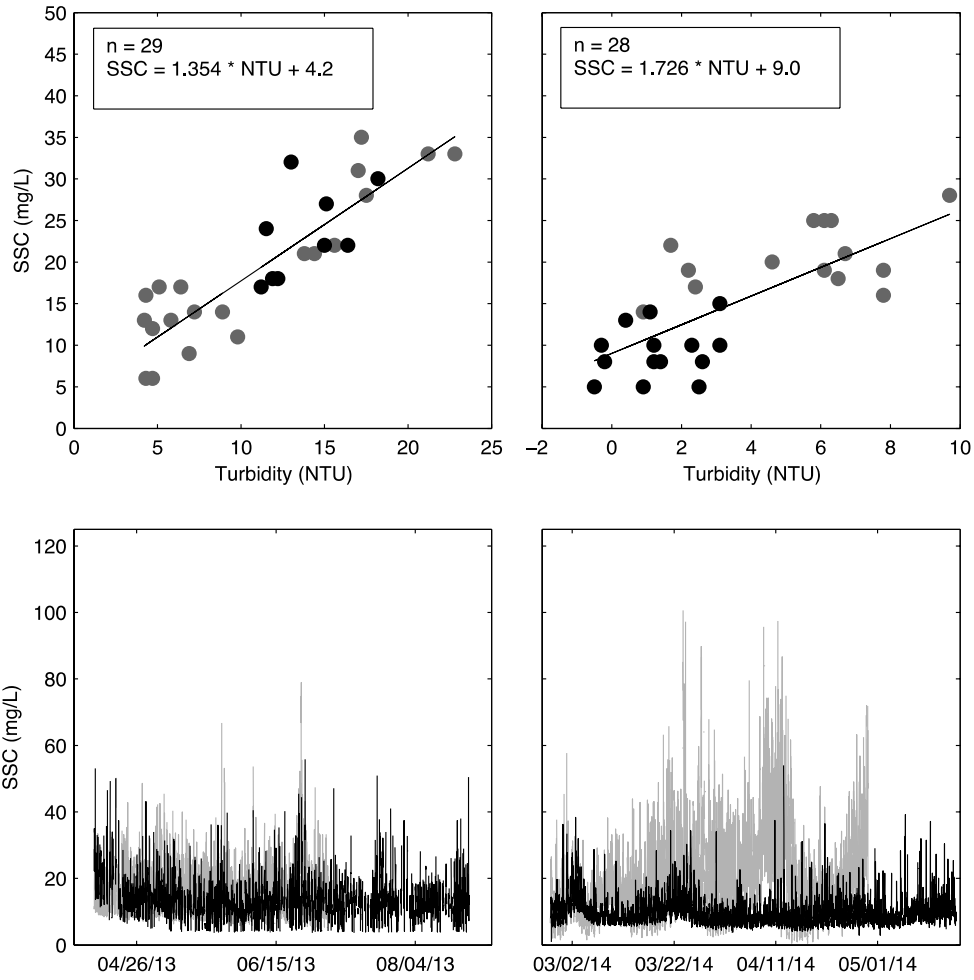 50
45
40
35
30
25
20
15
10
5
0
SSC (mg/L)
n = 29
SSC = 1.354 * NTU + 4.2
0 5 10 15 20 25
Turbidity (NTU)
n = 28
SSC = 1.726 * NTU + 9.0
−2 0 2 4 6 8 10
Turbidity (NTU)
120
100
80
60
40
20
0
SSC (mg/L)
04/26/13 06/15/13 08/04/13
03/02/14 03/22/14 04/11/14 05/01/14